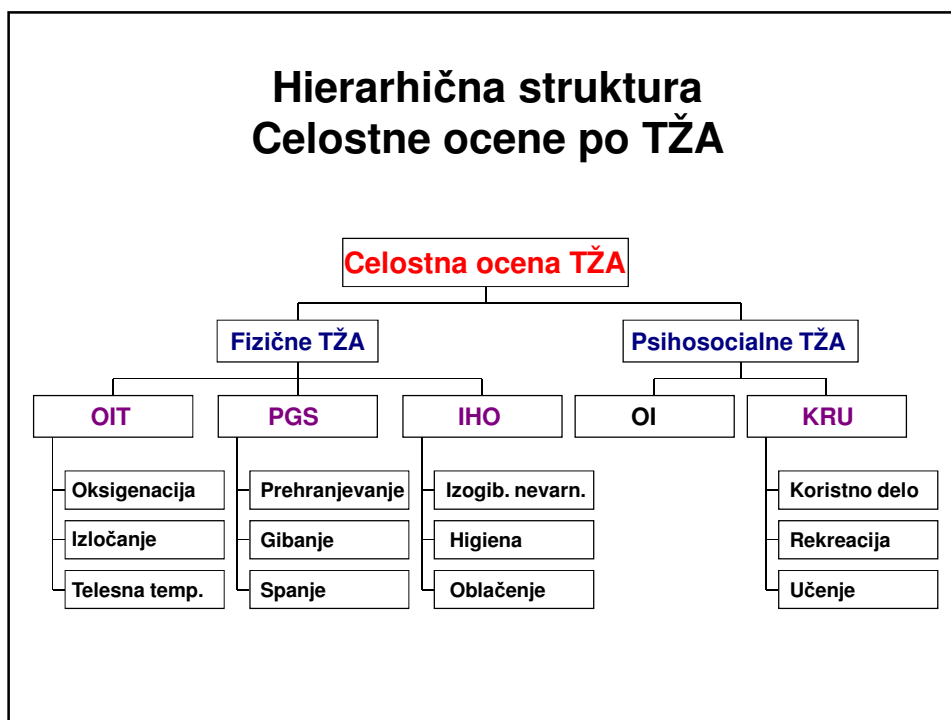 Hierarhična struktura
Celostne ocene po TŽA
Celostna ocena TŽA
Fizične TŽA
Psihosocialne TŽA
OIT
PGS
IHO
OI
KRU
Oksigenacija
Izločanje
Telesna temp.
Prehranjevanje
Gibanje
Spanje
Izogib. nevarn.
Higiena
Oblačenje
Koristno delo
Rekreacija
Učenje